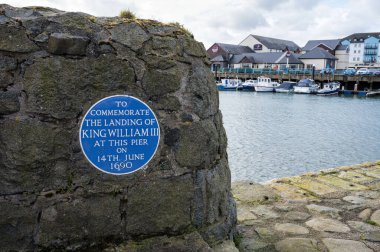 TO
COMMEMORATE
THE LANDING OF
KING WILLIAM III
AT THIS PIER
ON
14TH JUNE
1690